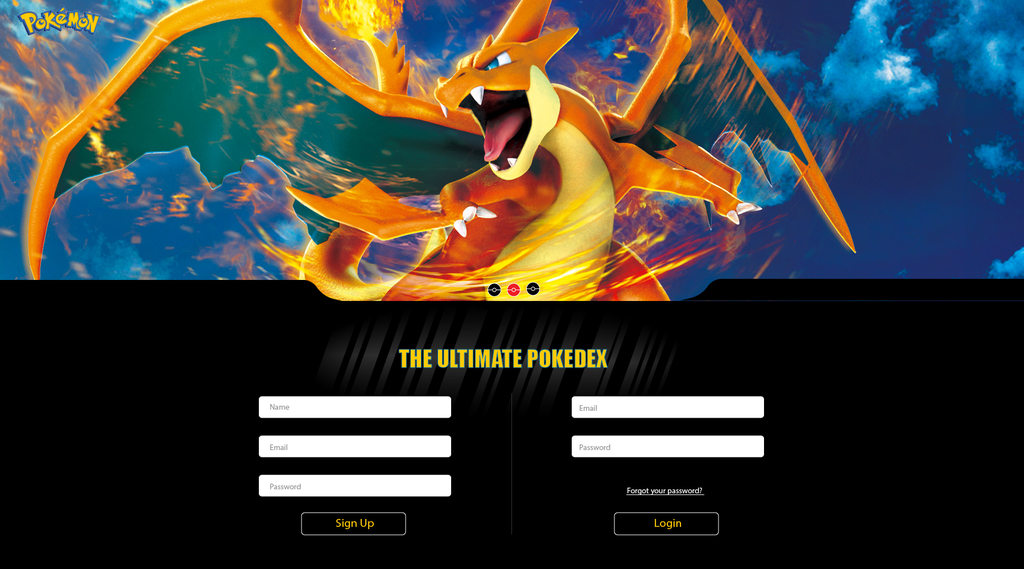 POKéMON
THE ULTIMATE POKEDEX
Name
Email
Password
Sign Up
Email
Password
Forgot your password?
Login